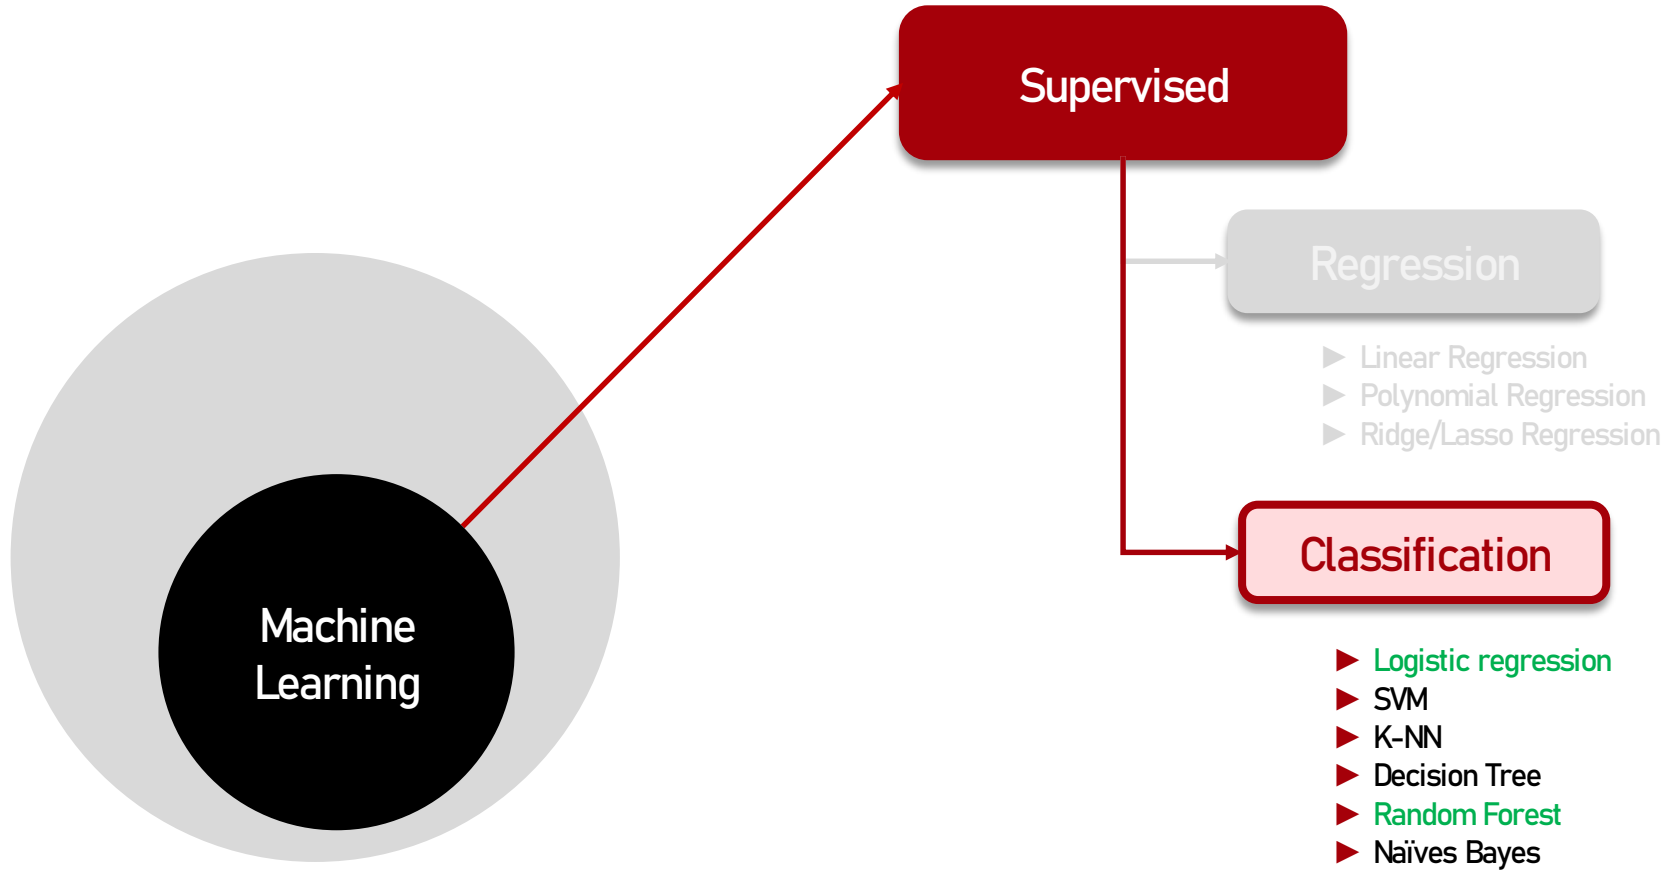 Supervised
Regression
► Linear Regression
► Polynomial Regression
► Ridge/Lasso Regression
Machine
Learning
Classification
► Logistic regression
► SVM
► K-NN
► Decision Tree
► Random Forest
► Naïves Bayes